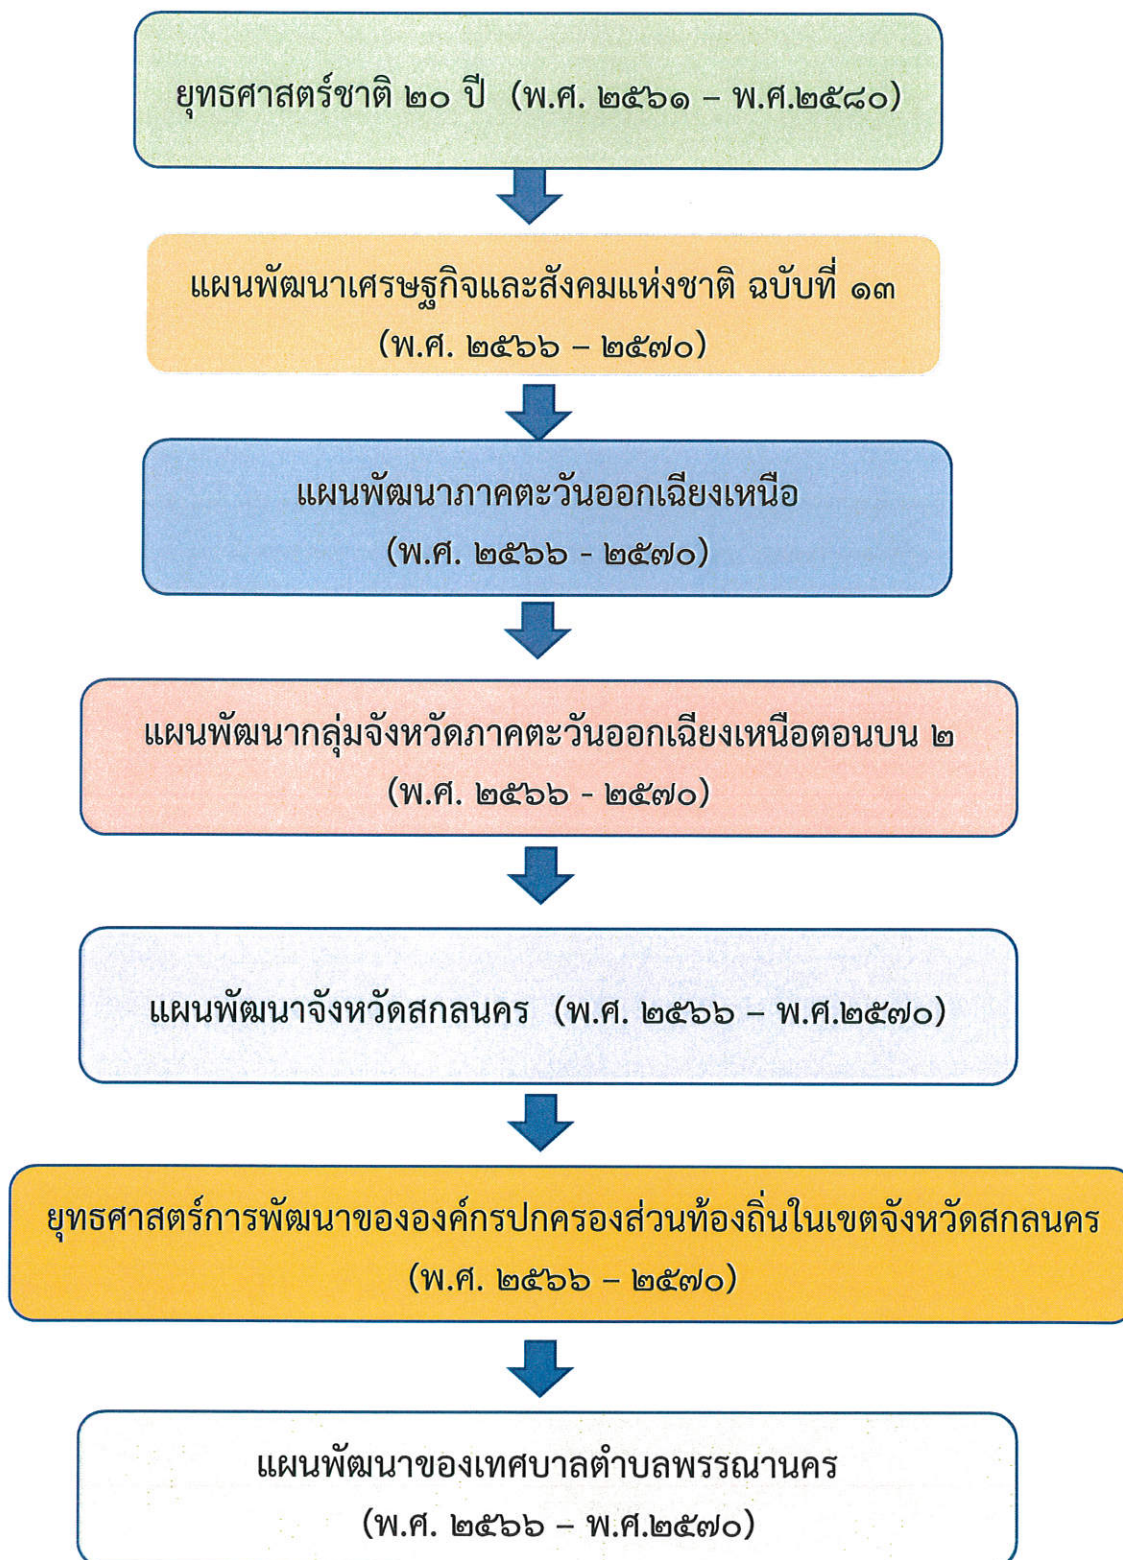 ยุทธศาสตร์ชาติ ๒๐ ปี (พ.ศ. ๒๕๖๑ – พ.ศ.๒๕๘๐)
แผนพัฒนาเศรษฐกิจและสังคมแห่งชาติ ฉบับที่ ๑๓
(พ.ศ. ๒๕๖๖ – ๒๕๗๐)
แผนพัฒนาภาคตะวันออกเฉียงเหนือ
(พ.ศ. ๒๕๖๖ - ๒๕๗๐)
แผนพัฒนากลุ่มจังหวัดภาคตะวันออกเฉียงเหนือตอนบน ๒
(พ.ศ. ๒๕๖๖ - ๒๕๗๐)
แผนพัฒนาจังหวัดสกลนคร (พ.ศ. ๒๕๖๖ – พ.ศ.๒๕๗๐)
ยุทธศาสตร์การพัฒนาขององค์กรปกครองส่วนท้องถิ่นในเขตจังหวัดสกลนคร
(พ.ศ. ๒๕๖๖ – ๒๕๗๐)
แผนพัฒนาของเทศบาลตำบลพรรณานคร
(พ.ศ. ๒๕๖๖ – พ.ศ.๒๕๗๐)